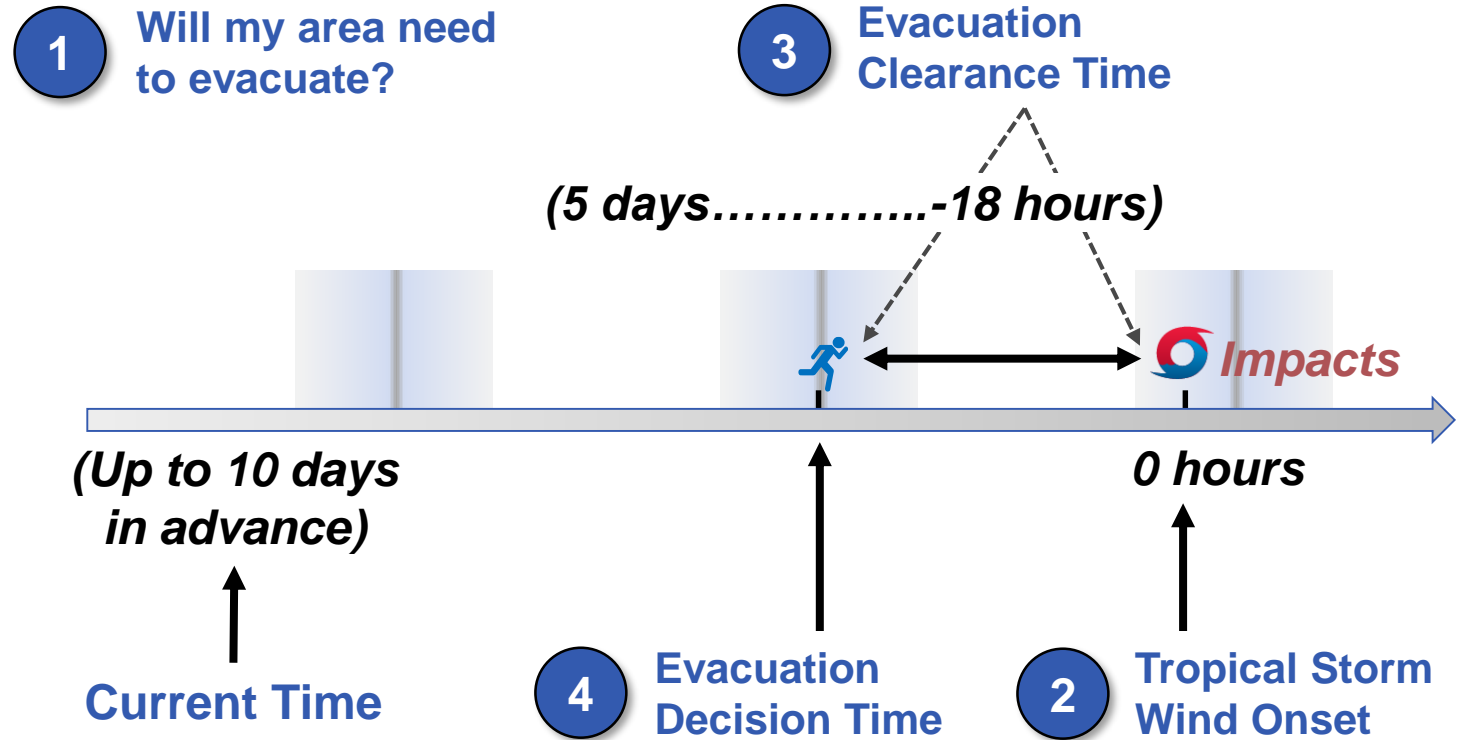 1
Will my area need
to evacuate?
3
Evacuation
Clearance Time
(5 days…………..-18 hours)
Impacts
(Up to 10 days
in advance)
0 hours
Current Time
4
Evacuation
Decision Time
2
Tropical Storm
Wind Onset